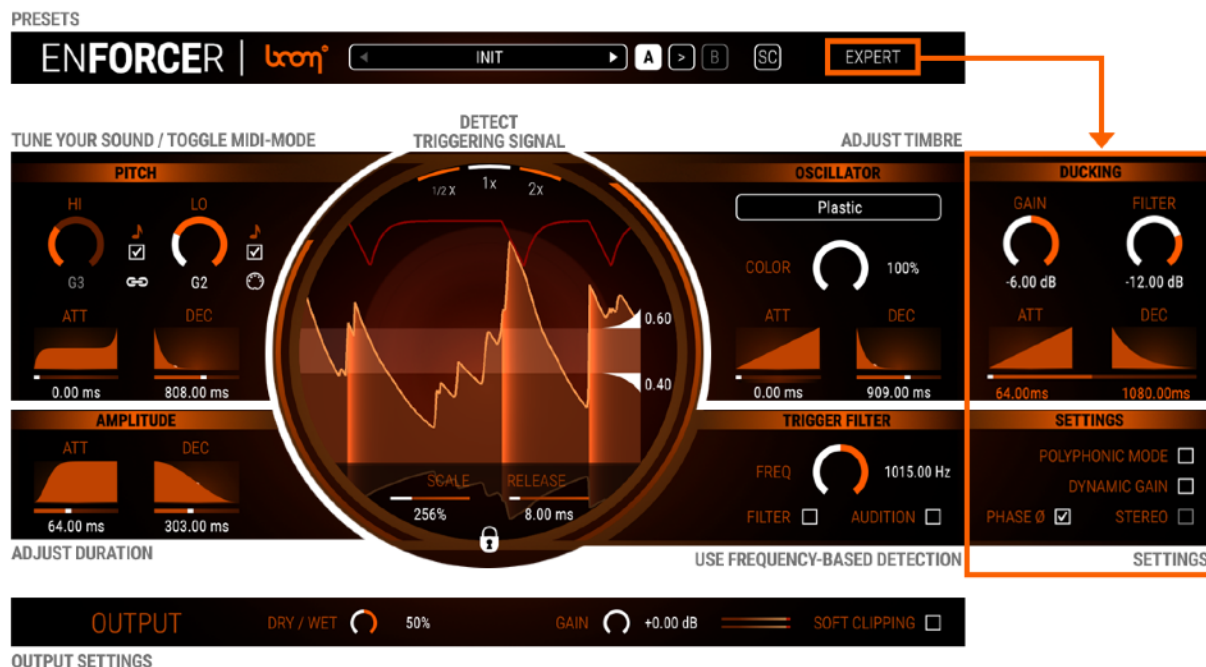 PRESETS
ENFORCER | boom INIT A > B SC EXPERT
TUNE YOUR SOUND / TOGGLE MIDI-MODE
DETECT
TRIGGERING SIGNAL
ADJUST TIMBRE
PITCH
HI LO
G3 G2
ATT DEC
0.00 ms 808.00 ms
AMPLITUDE
ATT DEC
64.00 ms 303.00 ms
ADJUST DURATION
1/2 X 1x 2x
0.60
0.40
SCALE RELEASE
256% 8.00 ms
OSCILLATOR
Plastic
COLOR 100%
ATT DEC
0.00 ms 909.00 ms
TRIGGER FILTER
FREQ 1015.00 Hz
FILTER AUDITION
USE FREQUENCY-BASED DETECTION
DUCKING
GAIN FILTER
-6.00 dB -12.00 dB
ATT DEC
64.00ms 1080.00ms
SETTINGS
POLYPHONIC MODE
DYNAMIC GAIN
PHASE Ø STEREO
SETTINGS
OUTPUT DRY / WET 50% GAIN +0.00 dB SOFT CLIPPING
OUTPUT SETTINGS